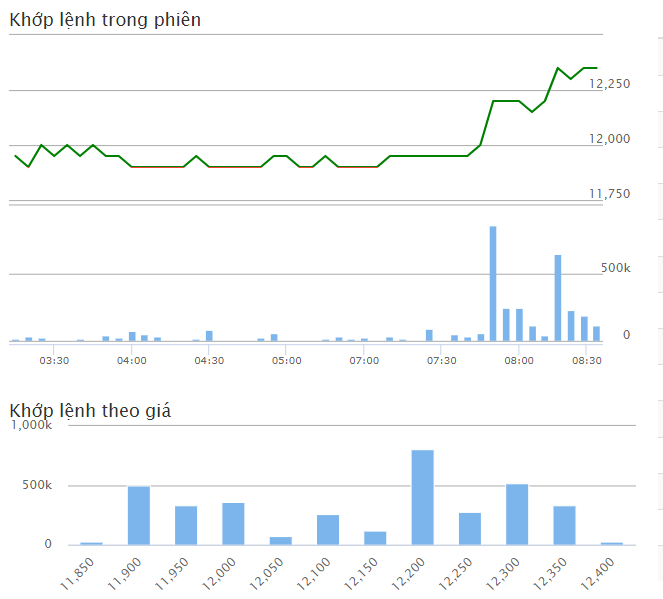 Khớp lệnh trong phiên
12,250
12,000
11,750
500k
0
03:30 04:00 04:30 05:00 07:00 07:30 08:00 08:30
Khớp lệnh theo giá
1,000k
500k
0
11,850 11,900 11,950 12,000 12,050 12,100 12,150 12,200 12,250 12,300 12,350 12,400